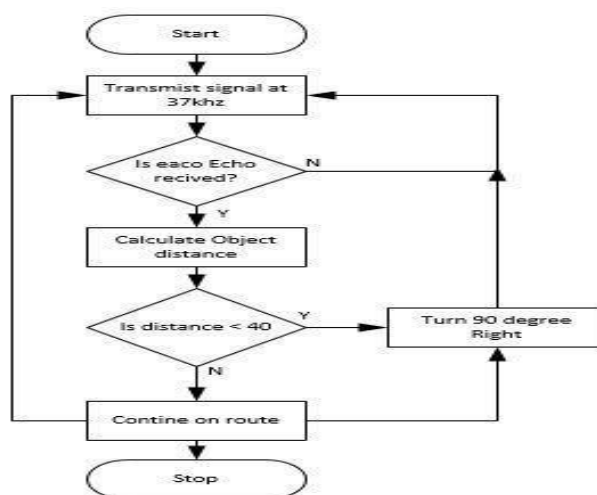 Start
Transmist signal at
37khz
Is eaco Echo
recived?
N
Y
Calculate Object
distance
Is distance < 40
Y
Turn 90 degree
Right
N
Contine on route
Stop